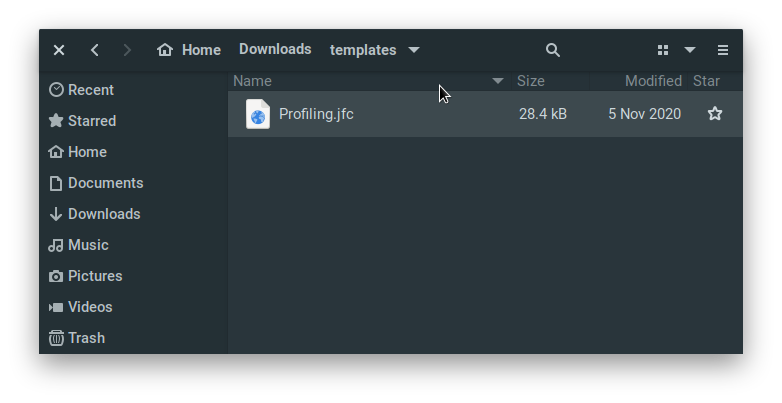 Home Downloads templates
Name Size Modified Star
Profiling.jfc 28.4 kB 5 Nov 2020
Recent
Starred
Home
Documents
Downloads
Music
Pictures
Videos
Trash